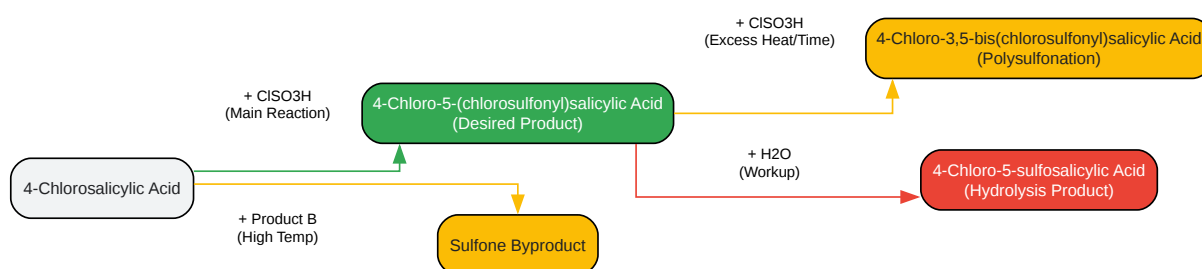 + ClSO3H
(Excess Heat/Time)
4-Chloro-3,5-bis(chlorosulfonyl)salicylic Acid
(Polysulfonation)
+ ClSO3H
(Main Reaction)
4-Chloro-5-(chlorosulfonyl)salicylic Acid
(Desired Product)
+ H2O
(Workup)
4-Chloro-5-sulfosalicylic Acid
(Hydrolysis Product)
4-Chlorosalicylic Acid
+ Product B
(High Temp)
Sulfone Byproduct